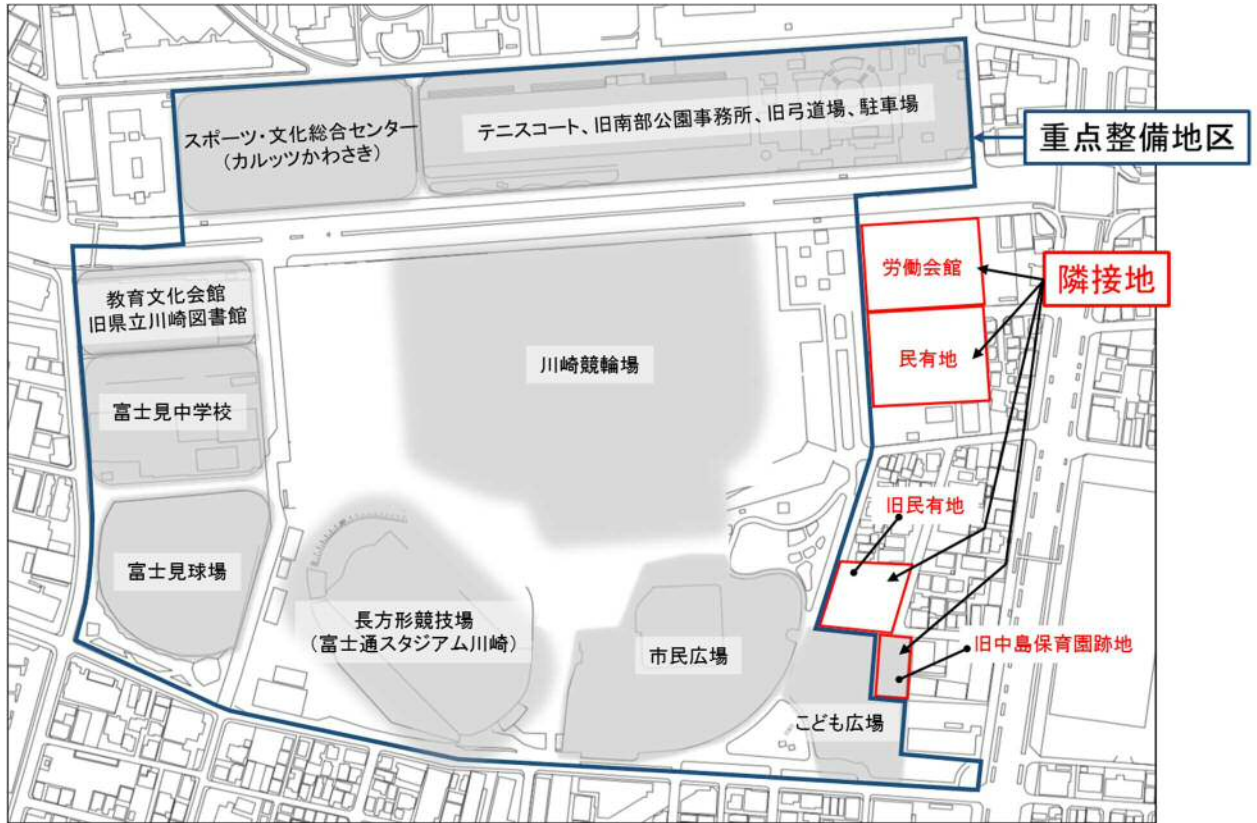 スポーツ・文化総合センター
(カルッツかわさき)
テニスコート、旧南部公園事務所、旧弓道場、駐車場
重点整備地区
労働会館
隣接地
教育文化会館
旧県立川崎図書館
民有地
川崎競輪場
富士見中学校
旧民有地
富士見球場
長方形競技場
(富士通スタジアム川崎)
市民広場
旧中島保育園跡地
こども広場